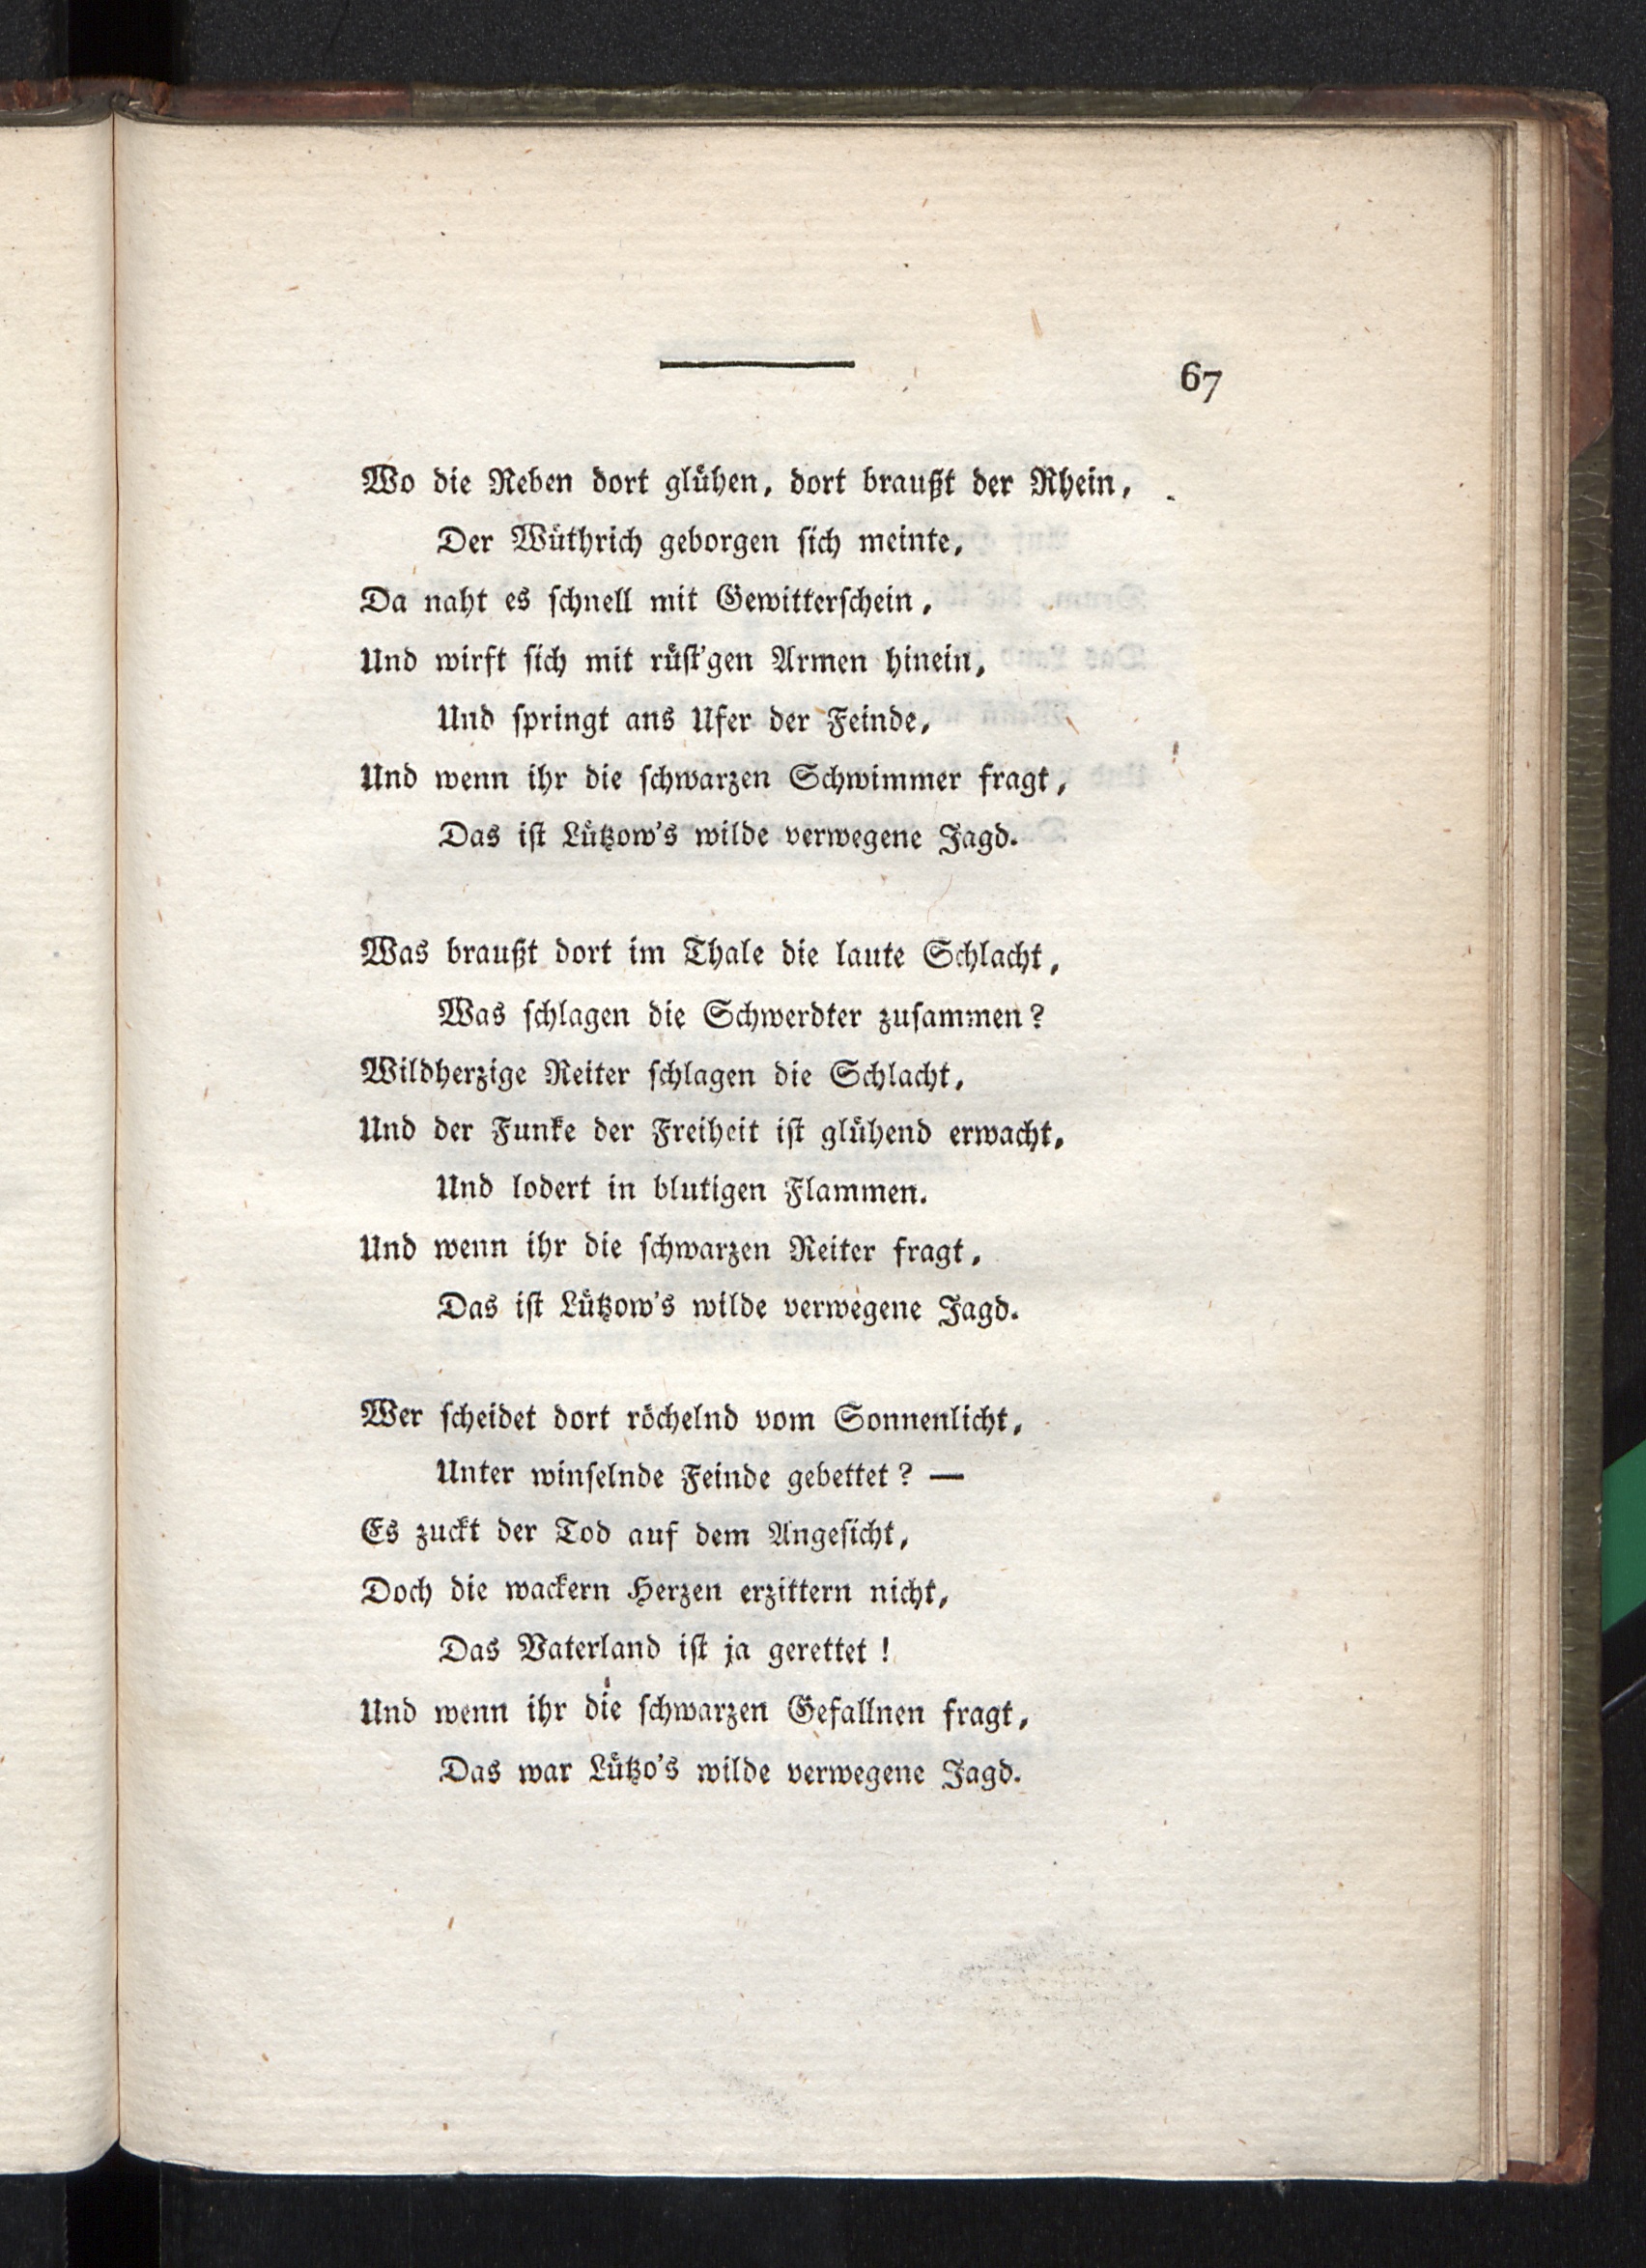 67
Wo die Reben dort glühen, dort braußt der Rhein,
Der Wüthrich geborgen sich meinte,
Da naht es schnell mit Gewitterschein,
Und wirft sich mit rüst'gen Armen hinein,
Und springt ans Ufer der Feinde,
Und wenn ihr die schwarzen Schwimmer fragt,
Das ist Lützow's wilde verwegene Jagd.
Was braußt dort im Thale die laute Schlacht,
Was schlagen die Schwerdter zusammen?
Wildherzige Reiter schlagen die Schlacht,
Und der Funke der Freiheit ist glühend erwacht,
Und lodert in blutigen Flammen.
Und wenn ihr die schwarzen Reiter fragt,
Das ist Lützow's wilde verwegene Jagd.
Wer scheidet dort röchelnd vom Sonnenlicht,
Unter winselnde Feinde gebettet? —
Es zuckt der Tod auf dem Angesicht,
Doch die wackern Herzen erzittern nicht,
Das Vaterland ist ja gerettet!
Und wenn ihr die schwarzen Gefallnen fragt,
Das war Lützo's wilde verwegene Jagd.